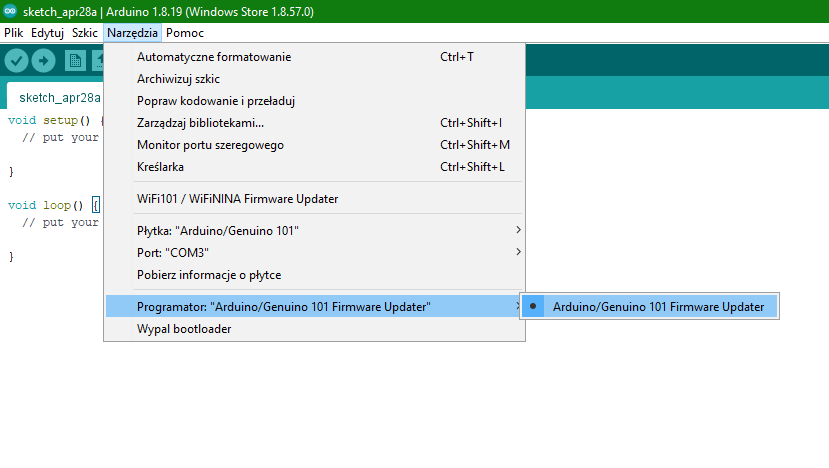 sketch_apr28a | Arduino 1.8.19 (Windows Store 1.8.57.0)
Plik Edytuj Szkic Narzędzia Pomoc
sketch_apr28a
void setup() {
// put your
}
void loop() {
// put your
}
Automatyczne formatowanie Ctrl+T
Archiwizuj szkic
Popraw kodowanie i przeładuj
Zarządzaj bibliotekami... Ctrl+Shift+I
Monitor portu szeregowego Ctrl+Shift+M
Kreślarka Ctrl+Shift+L
WiFi101 / WiFiNINA Firmware Updater
Płytka: "Arduino/Genuino 101"
Port: "COM3"
Pobierz informacje o płytce
Programator: "Arduino/Genuino 101 Firmware Updater"
Wypal bootloader
Arduino/Genuino 101 Firmware Updater